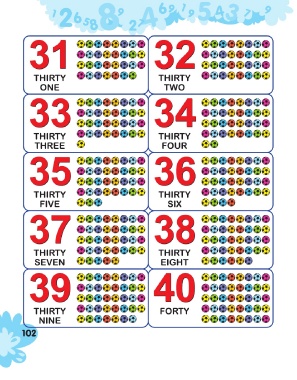 31
THIRTY
ONE
32
THIRTY
TWO
33
THIRTY
THREE
34
THIRTY
FOUR
35
THIRTY
FIVE
36
THIRTY
SIX
37
THIRTY
SEVEN
38
THIRTY
EIGHT
39
THIRTY
NINE
40
FORTY
102